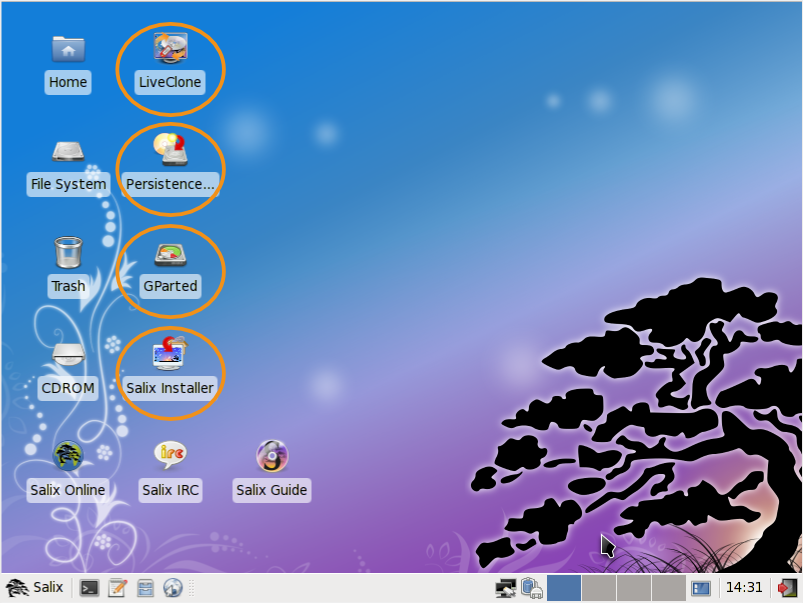 Home
LiveClone
File System
Persistence...
Trash
GParted
CDROM
Salix Installer
irc
Salix Online
Salix IRC
Salix Guide
Salix
14:31